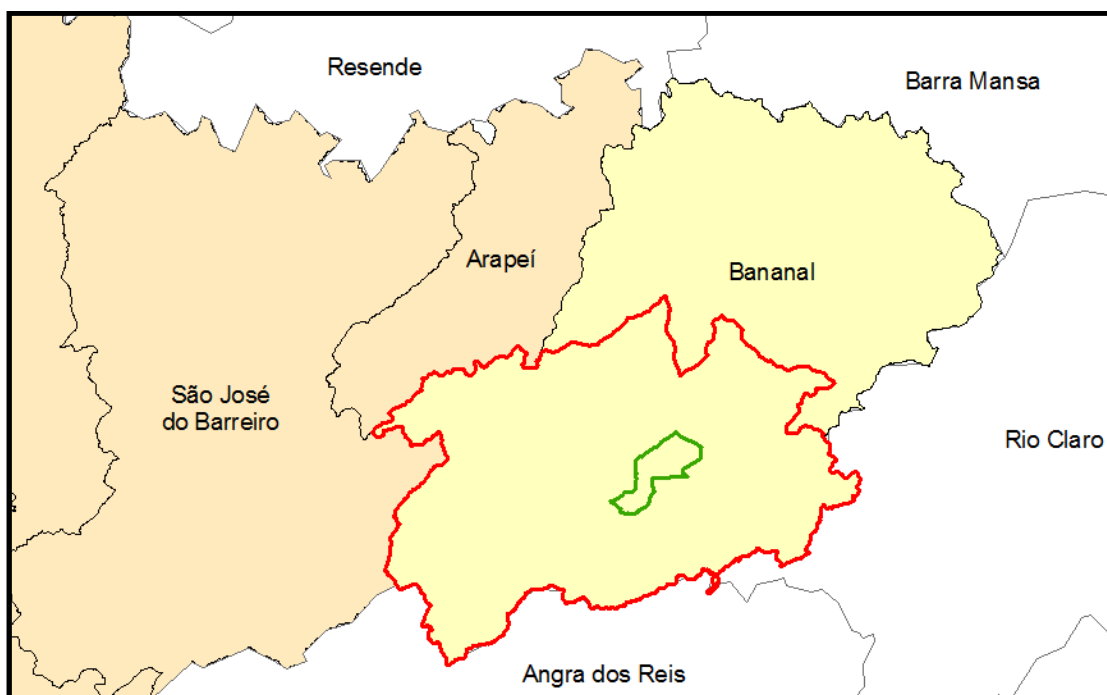 Resende
Barra Mansa
Arapeí
Bananal
São José
do Barreiro
Rio Claro
Angra dos Reis